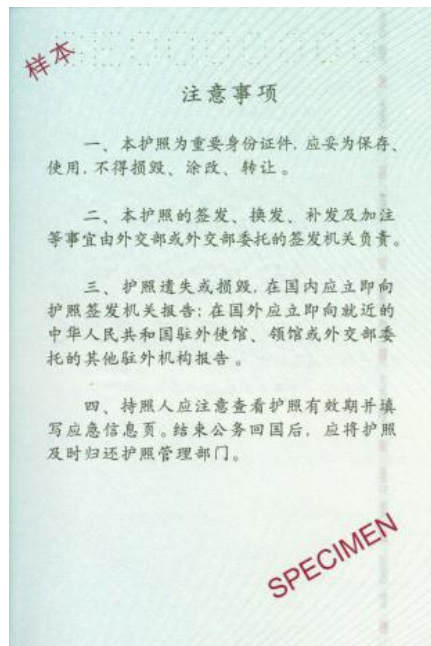 样本
注意事项
一、本护照为重要身份证件, 应妥为保存、
使用, 不得损毁、涂改、转让。
二、本护照的签发、换发、补发及加注
等事宜由外交部或外交部委托的签发机关负责。
三、护照遗失或损毁, 在国内应立即向
护照签发机关报告; 在国外应立即向就近的
中华人民共和国驻外使馆、领馆或外交部委
托的其他驻外机构报告。
四、持照人应注意查看护照有效期并填
写应急信息页。结束公务回国后, 应将护照
及时归还护照管理部门。
SPECIMEN